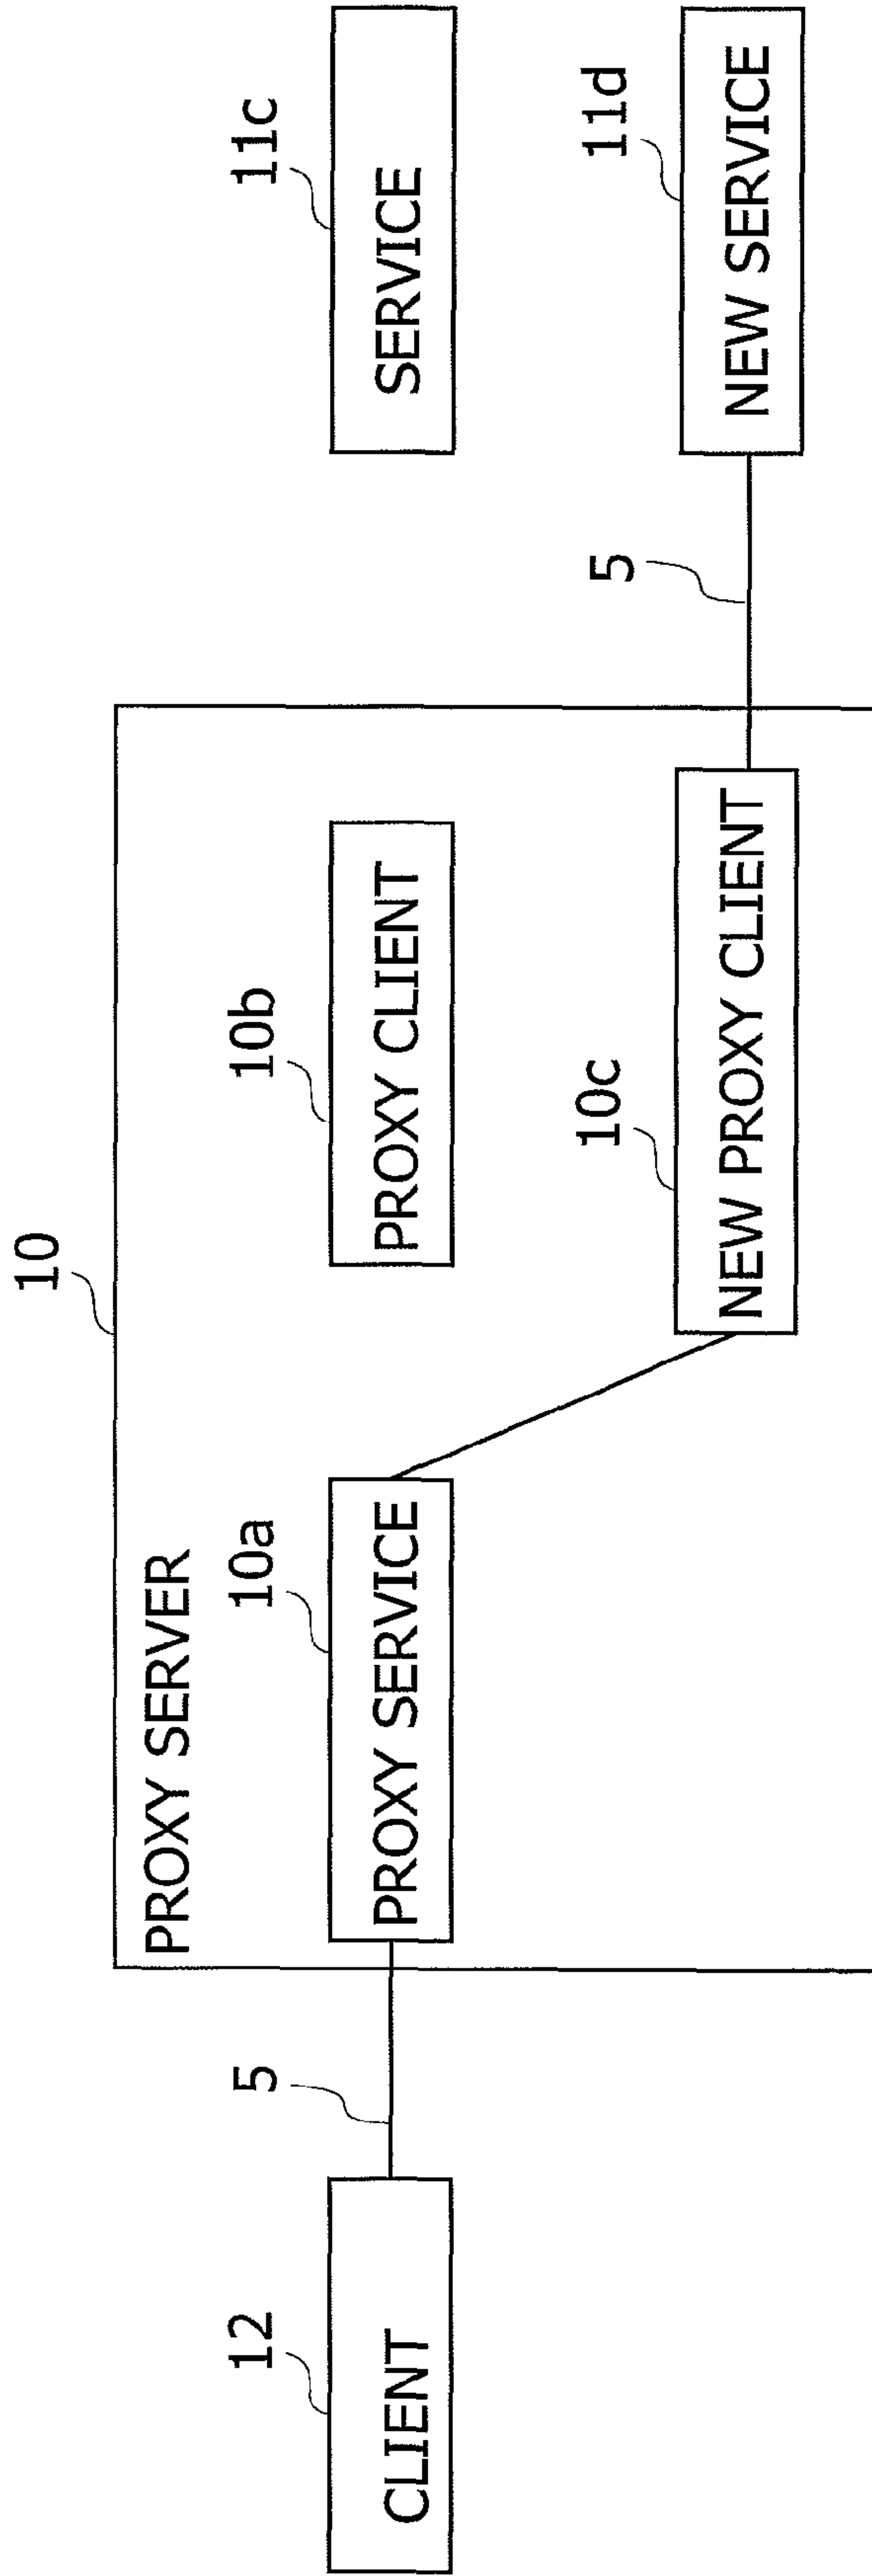 10
PROXY SERVER
12
CLIENT
5
10a
PROXY SERVICE
10b
PROXY CLIENT
11c
SERVICE
10c
NEW PROXY CLIENT
5
11d
NEW SERVICE